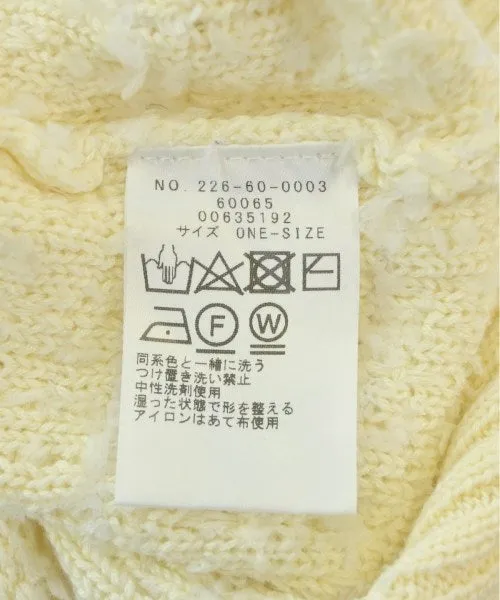 NO. 226-60-0003
60065
00635192
サイズ ONE-SIZE
F W
同系色と一緒に洗う
つけ置き洗い禁止
中性洗剤使用
湿った状態で形を整える
アイロンはあて布使用